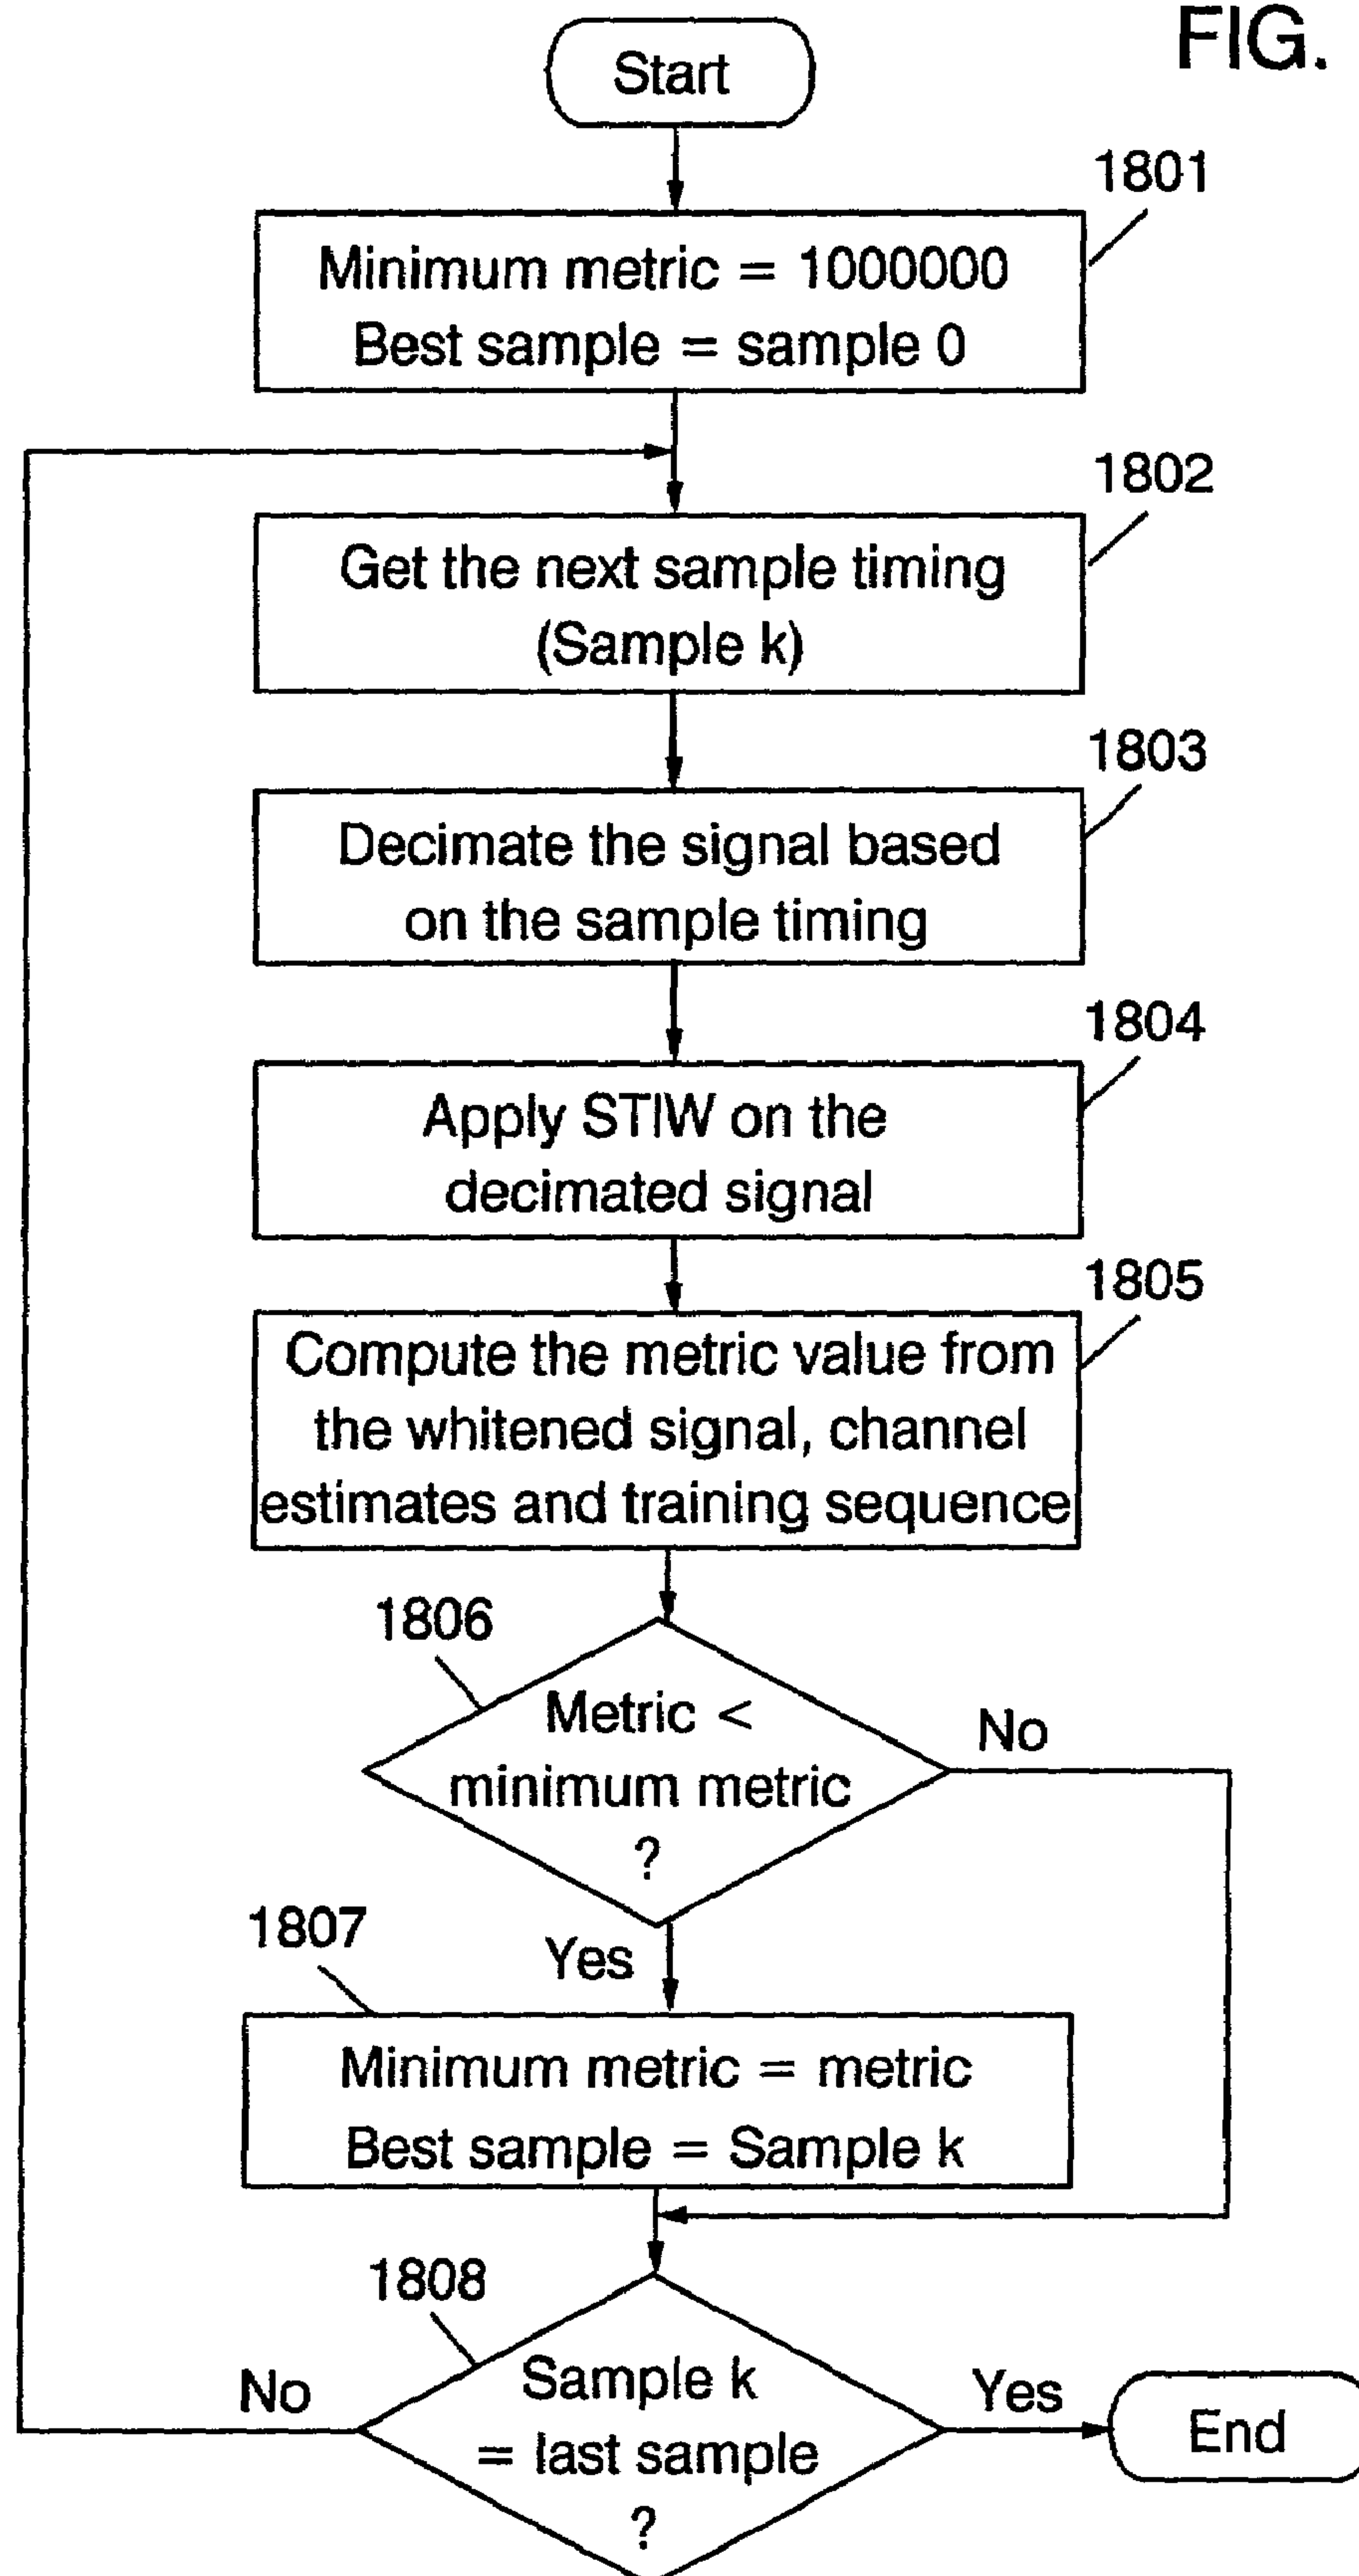 FIG.
Start
1801
Minimum metric = 1000000
Best sample = sample 0
1802
Get the next sample timing
(Sample k)
1803
Decimate the signal based
on the sample timing
1804
Apply STIW on the
decimated signal
1805
Compute the metric value from
the whitened signal, channel
estimates and training sequence
1806
Metric <
minimum metric
?
No
Yes
1807
Minimum metric = metric
Best sample = Sample k
1808
Sample k
= last sample
?
No
Yes
End